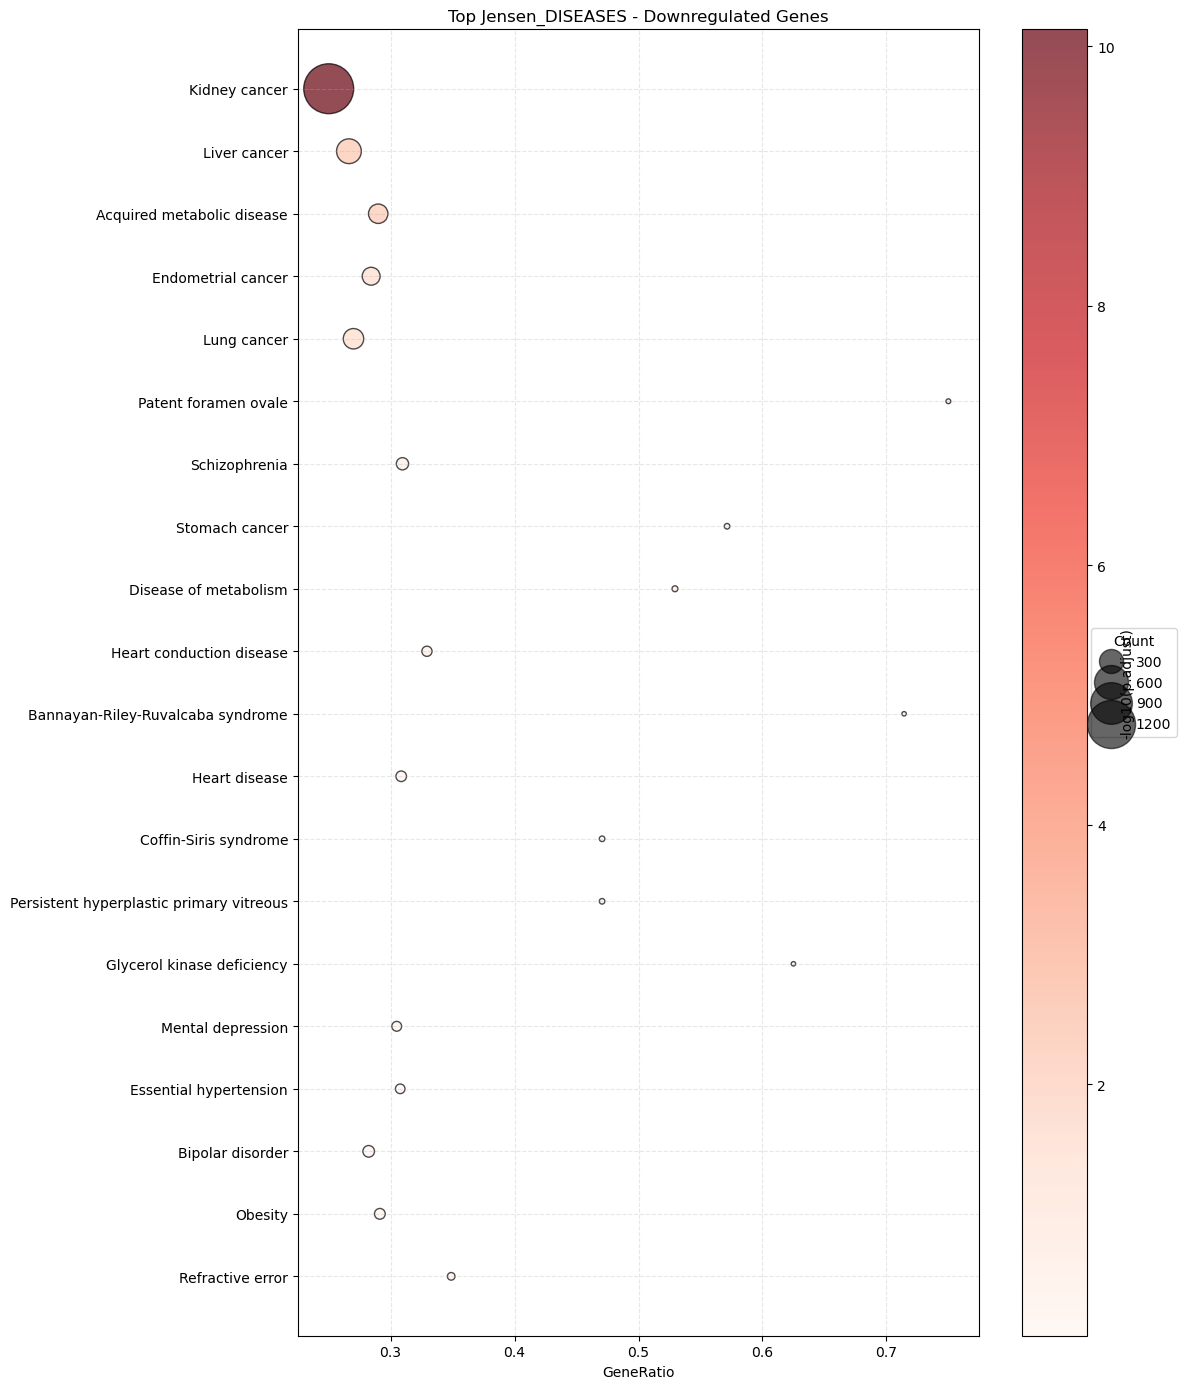 Top Jensen_DISEASES - Downregulated Genes
Kidney cancer
Liver cancer
Acquired metabolic disease
Endometrial cancer
Lung cancer
Patent foramen ovale
Schizophrenia
Stomach cancer
Disease of metabolism
Heart conduction disease
Bannayan-Riley-Ruvalcaba syndrome
Heart disease
Coffin-Siris syndrome
Persistent hyperplastic primary vitreous
Glycerol kinase deficiency
Mental depression
Essential hypertension
Bipolar disorder
Obesity
Refractive error
0.3 0.4 0.5 0.6 0.7
GeneRatio
10
8
6
4
2
-log10(p.adjust)
Count
300
600
900
1200